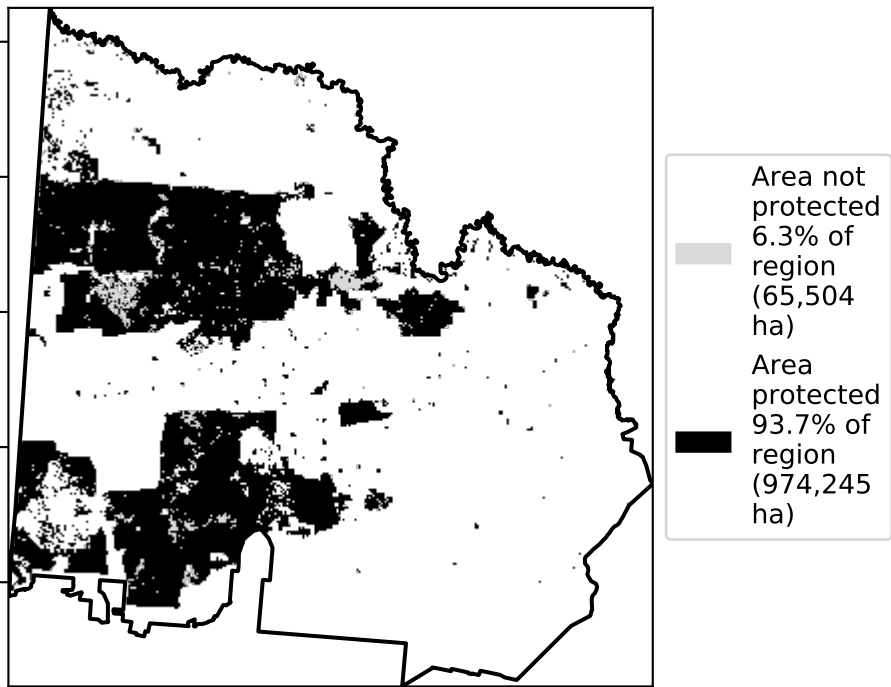 Area not
protected
6.3% of
region
(65,504
ha)
Area
protected
93.7% of
region
(974,245
ha)